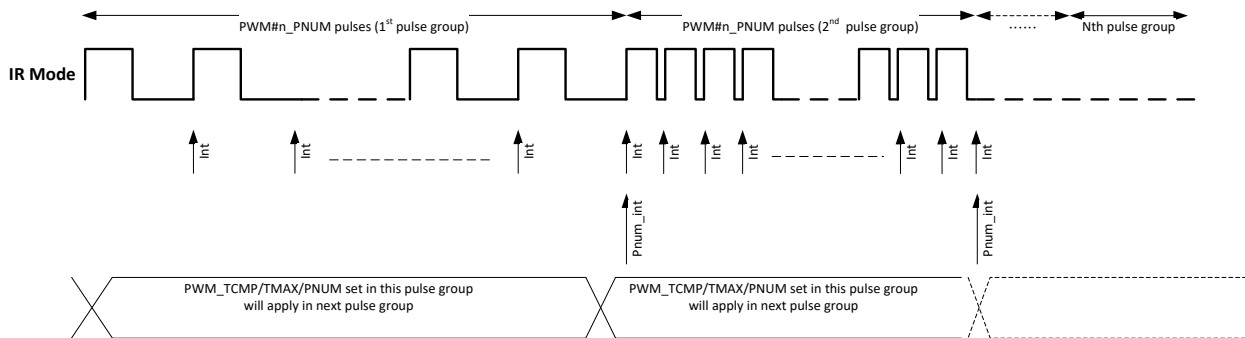 PWM#n_PNUM pulses (1st pulse group)
PWM#n_PNUM pulses (2nd pulse group)
......
Nth pulse group
IR Mode
Int
Int
Int
Int
Int
Int
Int
Int
Int
Int
Pnum_int
Pnum_int
PWM_TCMP/TMAX/PNUM set in this pulse group
will apply in next pulse group
PWM_TCMP/TMAX/PNUM set in this pulse group
will apply in next pulse group